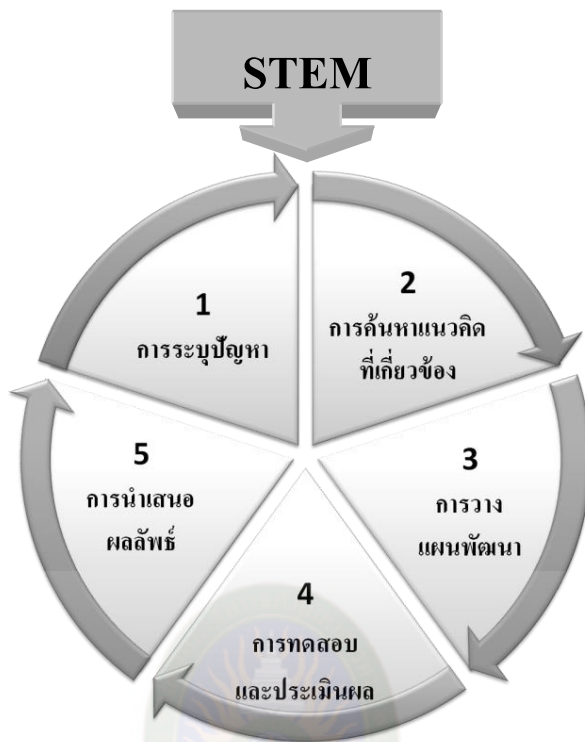 STEM
1
การระบุปัญหา
2
การค้นหาแนวคิด
ที่เกี่ยวข้อง
3
การวาง
แผนพัฒนา
4
การทดสอบ
และประเมินผล
5
การนำเสนอ
ผลลัพธ์